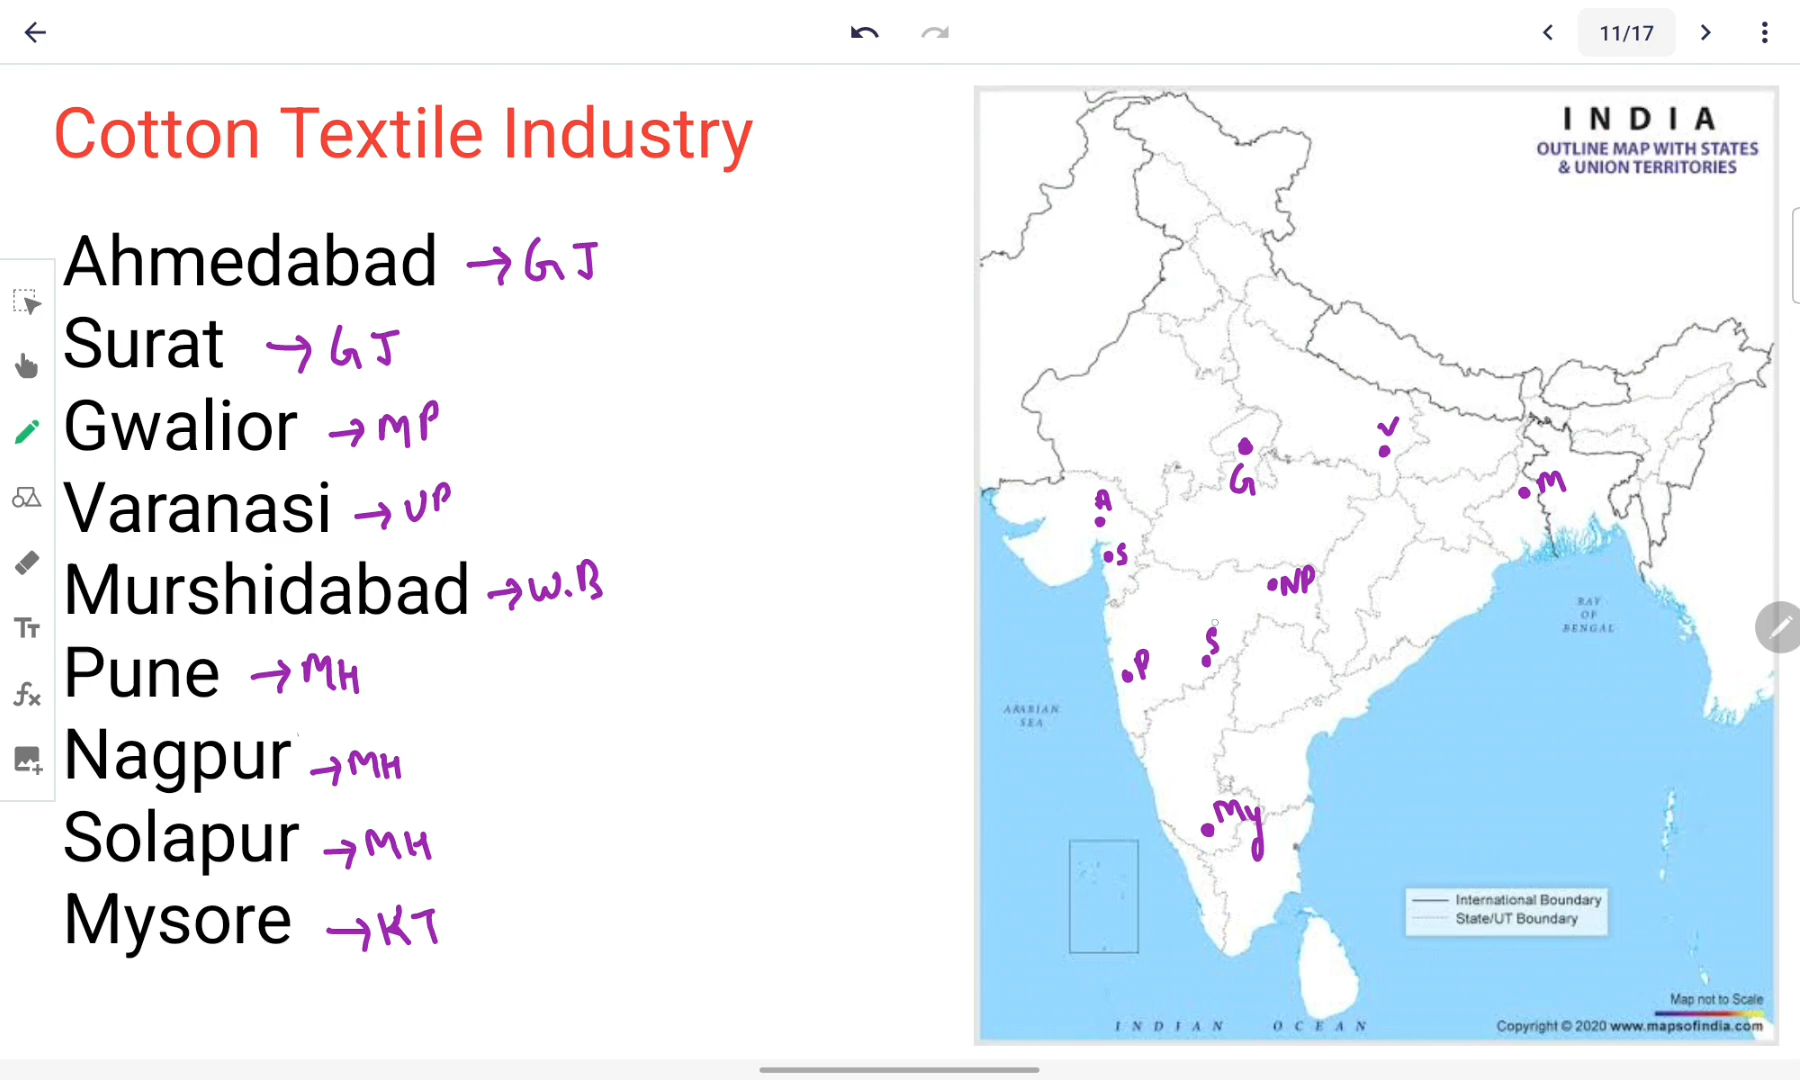 11/17
Cotton Textile Industry
Ahmedabad → GJ
Surat → GJ
Gwalior → MP
Varanasi → UP
Murshidabad → W.B
Pune → MH
Nagpur → MH
Solapur → MH
Mysore → KT
Tт
fx
INDIA
OUTLINE MAP WITH STATES
& UNION TERRITORIES
V
G
M
A
S
NP
BAY
OF
BENGAL
S
P
ARABIAN
SEA
My
International Boundary
State/UT Boundary
Map not to Scale
INDIAN OCEAN
Copyright © 2020 www.mapsofindia.com